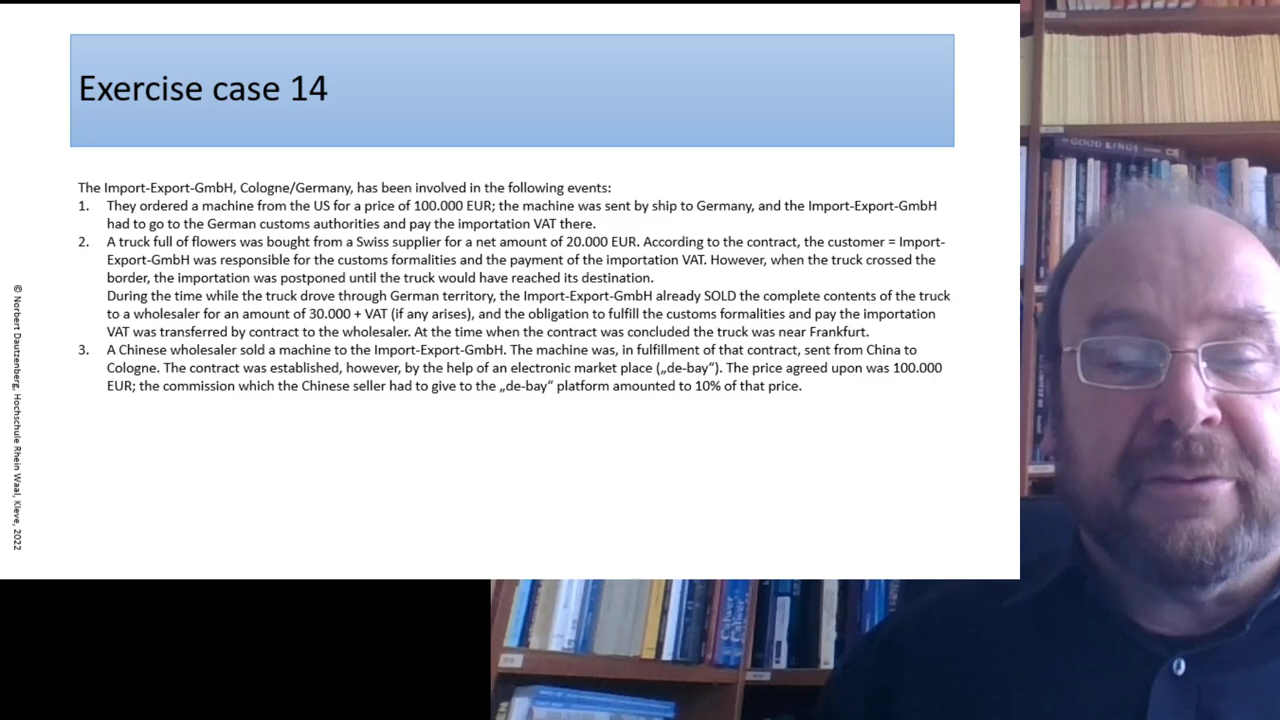 Exercise case 14
The Import-Export-GmbH, Cologne/Germany, has been involved in the following events:
1. They ordered a machine from the US for a price of 100.000 EUR; the machine was sent by ship to Germany, and the Import-Export-GmbH
had to go to the German customs authorities and pay the importation VAT there.
2. A truck full of flowers was bought from a Swiss supplier for a net amount of 20.000 EUR. According to the contract, the customer = Import-
Export-GmbH was responsible for the customs formalities and the payment of the importation VAT. However, when the truck crossed the
border, the importation was postponed until the truck would have reached its destination.
During the time while the truck drove through German territory, the Import-Export-GmbH already SOLD the complete contents of the truck
to a wholesaler for an amount of 30.000 + VAT (if any arises), and the obligation to fulfill the customs formalities and pay the importation
VAT was transferred by contract to the wholesaler. At the time when the contract was concluded the truck was near Frankfurt.
3. A Chinese wholesaler sold a machine to the Import-Export-GmbH. The machine was, in fulfillment of that contract, sent from China to
Cologne. The contract was established, however, by the help of an electronic market place („de-bay“). The price agreed upon was 100.000
EUR; the commission which the Chinese seller had to give to the „de-bay“ platform amounted to 10% of that price.
© Norbert Dautzenberg, Hochschule Rhein Waal, Kleve, 2022
GOOD KINGS